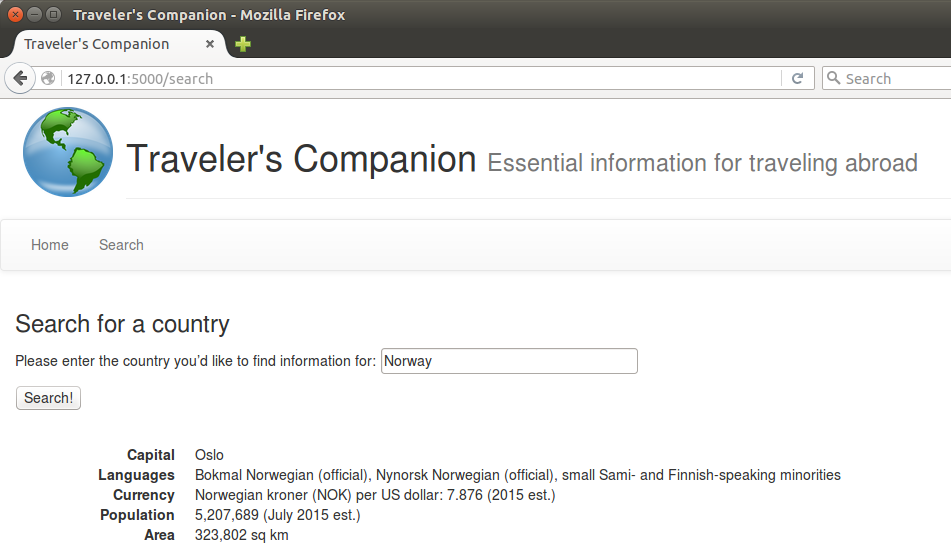 Traveler's Companion - Mozilla Firefox
Traveler's Companion
127.0.0.1:5000/search Search
Traveler's Companion Essential information for traveling abroad
Home Search
Search for a country
Please enter the country you'd like to find information for: Norway
Search!
Capital Oslo
Languages Bokmal Norwegian (official), Nynorsk Norwegian (official), small Sami- and Finnish-speaking minorities
Currency Norwegian kroner (NOK) per US dollar: 7.876 (2015 est.)
Population 5,207,689 (July 2015 est.)
Area 323,802 sq km